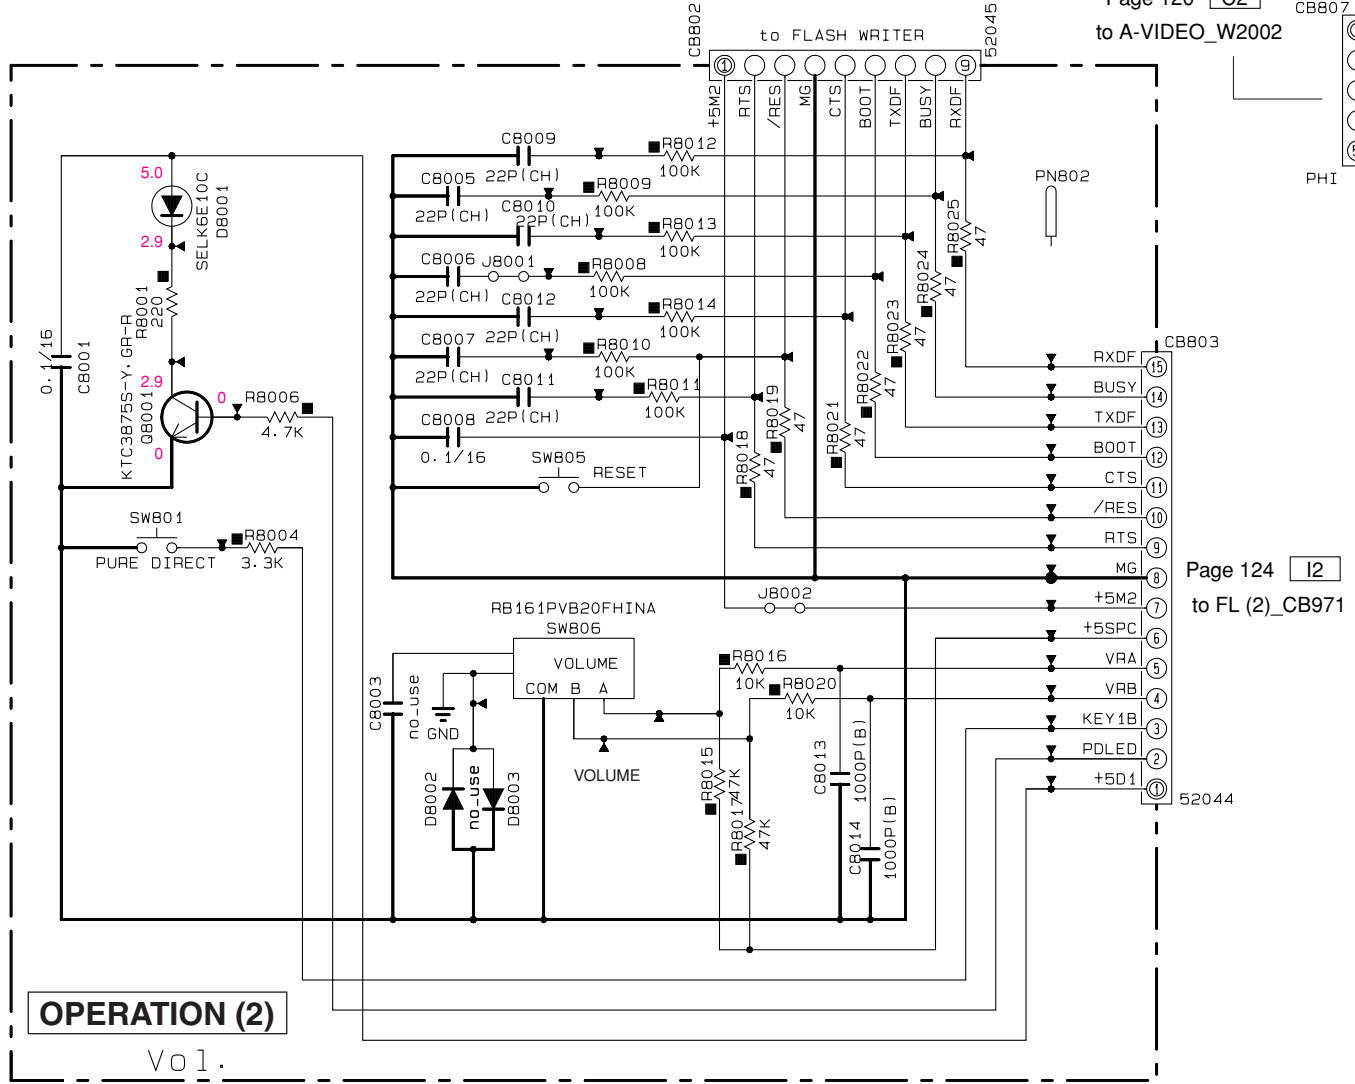 Page 120 C2
to A-VIDEO_W2002
CB807
PHI
CB802
to FLASH WRITER
52045
1
9
+5M2
RTS
/RES
MG
CTS
BOOT
TXDF
BUSY
RXDF
PN802
5.0
SELK6E10C
D8001
2.9
R8001
220
0.1/16
C8001
KTC3875S-Y,GR-R
Q8001
2.9
0
0
R8006
4.7K
SW801
PURE DIRECT
R8004
3.3K
C8009
22P(CH)
R8012
100K
C8005
22P(CH)
R8009
100K
C8010
22P(CH)
R8013
100K
C8006
22P(CH)
J8001
R8008
100K
C8012
22P(CH)
R8014
100K
C8007
22P(CH)
R8010
100K
C8011
22P(CH)
R8011
100K
C8008
0.1/16
SW805
RESET
R8018
47
R8019
47
R8021
47
R8022
47
R8023
47
R8024
47
R8025
47
CB803
RXDF 15
BUSY 14
TXDF 13
BOOT 12
CTS 11
/RES 10
RTS 9
MG 8
+5M2 7
+5SPC 6
VRA 5
VRB 4
KEY1B 3
PDLED 2
+5D1 1
52044
Page 124 I2
to FL (2)_CB971
J8002
RB161PVB20FHINA
SW806
VOLUME
COM B A
C8003
no_use
GND
D8002
no_use
D8003
VOLUME
R8016
10K
R8020
10K
R8015
47K
R8017
47K
C8013
1000P(B)
C8014
1000P(B)
OPERATION (2)
Vol.